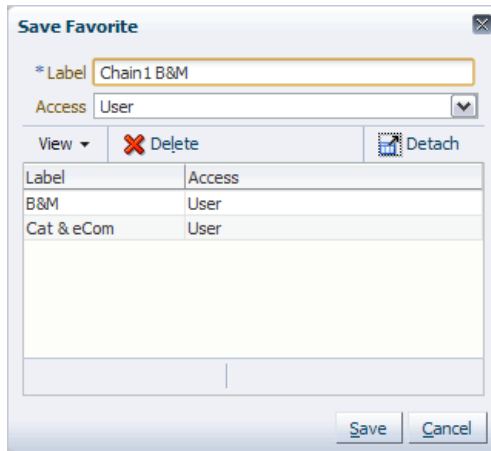 Save Favorite
* Label Chain1 B&M
Access User
View Delete Detach
Label Access
B&M User
Cat & eCom User
Save Cancel